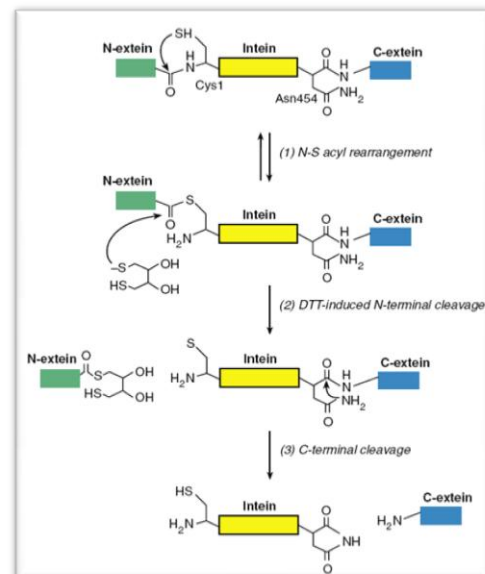 N-extein
SH
Intein
C-extein
H
N
O
Cys1
O
N
H
NH2
O
Asn454
(1) N-S acyl rearrangement
N-extein
S
O
H2N
Intein
O
N
H
NH2
O
C-extein
–S
OH
HS
OH
(2) DTT-induced N-terminal cleavage
N-extein
O
S
OH
HS
OH
S
H2N
Intein
O
N
H
NH2
O
C-extein
(3) C-terminal cleavage
HS
H2N
Intein
O
NH
O
H2N
C-extein